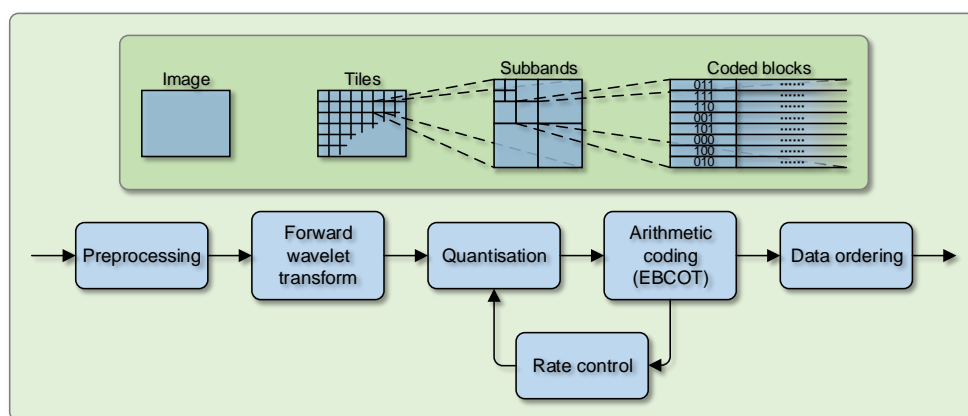 Image
Tiles
Subbands
Coded blocks
011 ......
111 ......
110 ......
001 ......
101 ......
000 ......
100 ......
010 ......
Preprocessing
Forward
wavelet
transform
Quantisation
Arithmetic
coding
(EBCOT)
Data ordering
Rate control